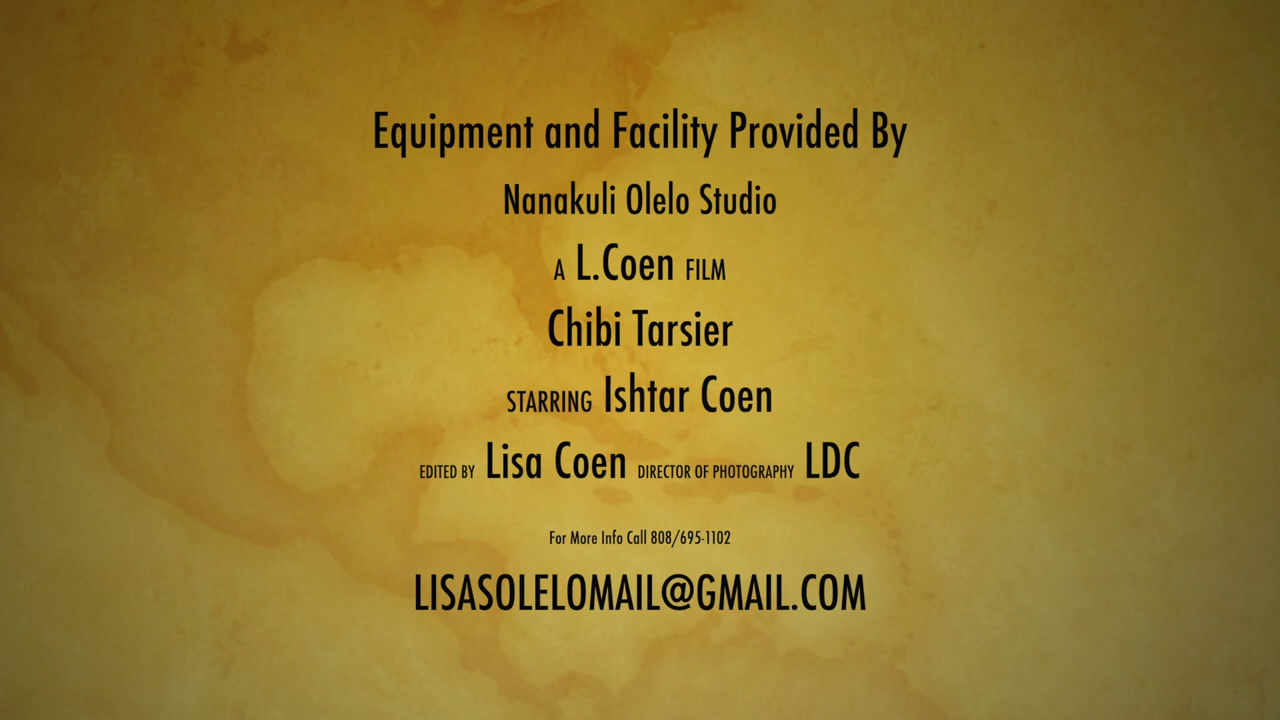 Equipment and Facility Provided By
Nanakuli Olelo Studio
A L.Coen FILM
Chibi Tarsier
STARRING Ishtar Coen
EDITED BY Lisa Coen DIRECTOR OF PHOTOGRAPHY LDC
For More Info Call 808/695-1102
LISASOLELOMAIL@GMAIL.COM